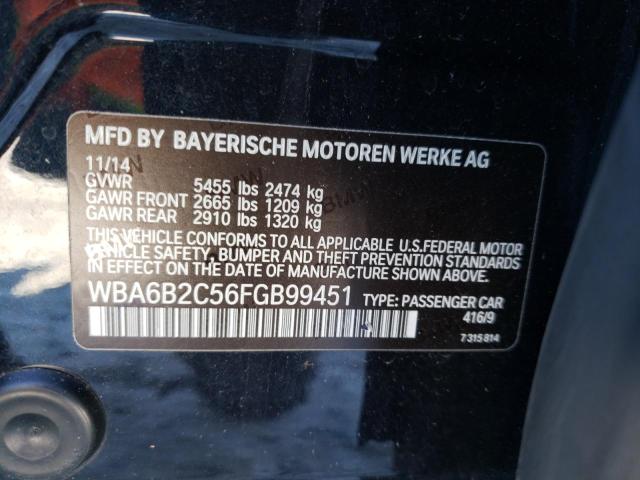 MFD BY BAYERISCHE MOTOREN WERKE AG
11/14
GVWR 5455 lbs 2474 kg
GAWR FRONT 2665 lbs 1209 kg
GAWR REAR 2910 lbs 1320 kg
THIS VEHICLE CONFORMS TO ALL APPLICABLE U.S.FEDERAL MOTOR
VEHICLE SAFETY, BUMPER AND THEFT PREVENTION STANDARDS
IN EFFECT ON THE DATE OF MANUFACTURE SHOWN ABOVE.
WBA6B2C56FGB99451 TYPE: PASSENGER CAR
416/9
7315814